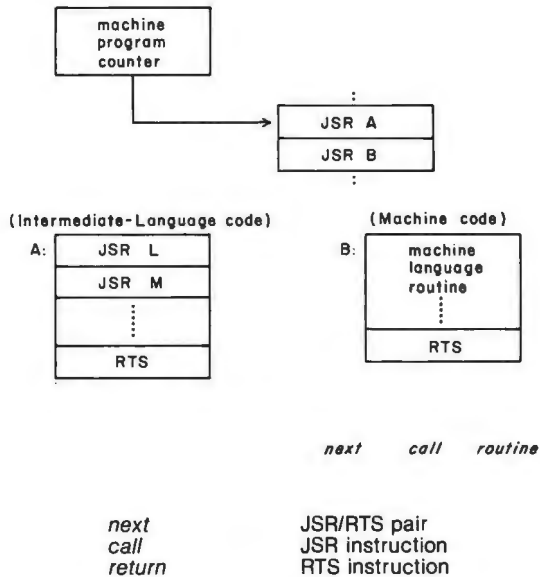 machine
program
counter
JSR A
JSR B
(Intermediate-Language code)
A:
JSR L
JSR M
RTS
(Machine code)
B:
machine
language
routine
RTS
next call routine
next JSR/RTS pair
call JSR instruction
return RTS instruction